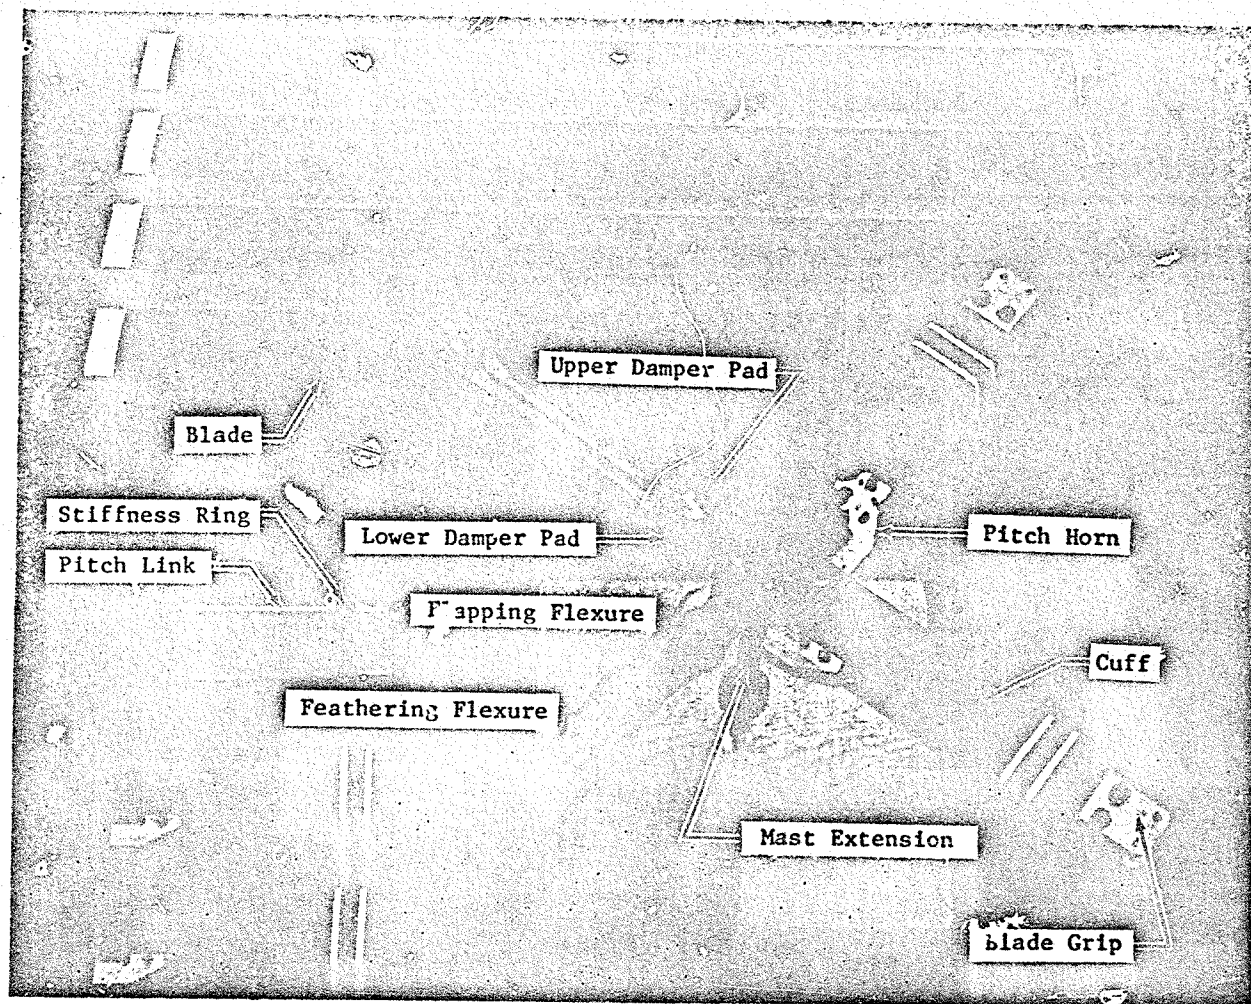 Upper Damper Pad
Blade
Stiffness Ring
Lower Damper Pad
Pitch Horn
Pitch Link
Flapping Flexure
Cuff
Feathering Flexure
Mast Extension
Blade Grip